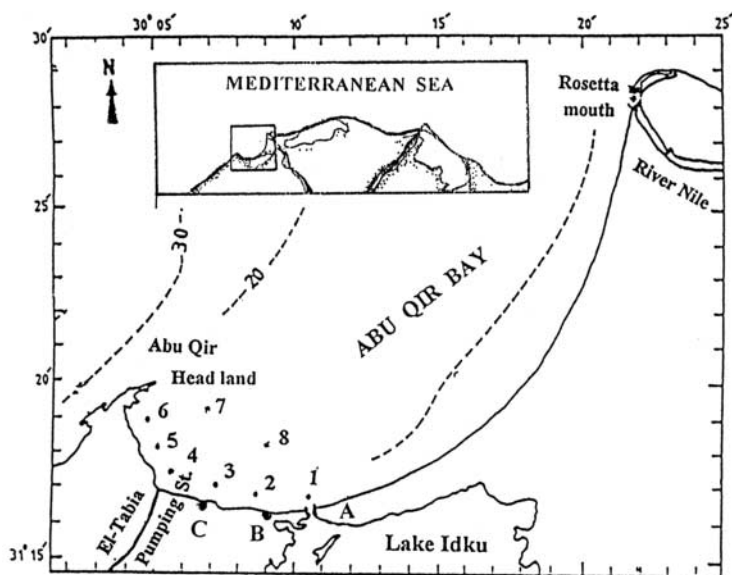 30° 05'
10'
15'
20'
25'
30'
N
MEDITERRANEAN SEA
Rosetta
mouth
River Nile
25'
30
20
ABU QIR BAY
Abu Qir
Head land
20'
6
7
5
8
4
3
2
1
A
C
B
El-Tabia
Pumping St.
Lake Idku
31° 15'